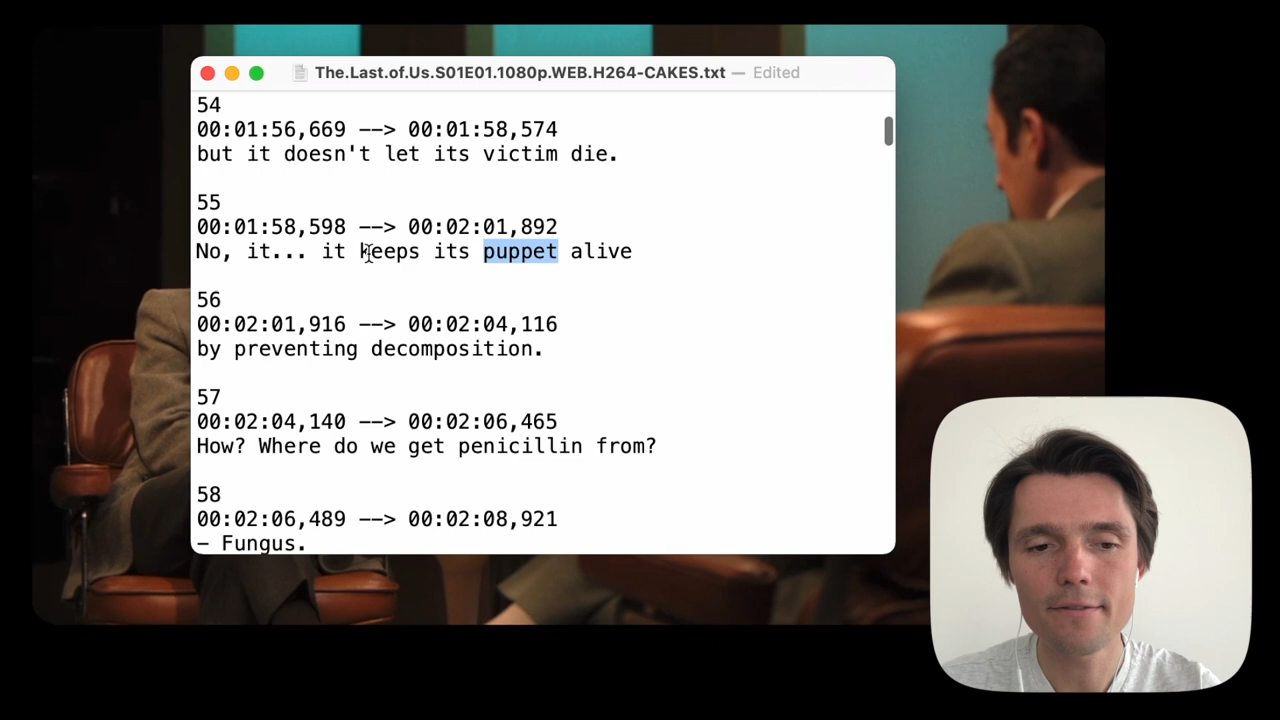 The.Last.of.Us.S01E01.1080p.WEB.H264-CAKES.txt — Edited
54
00:01:56,669 --> 00:01:58,574
but it doesn't let its victim die.
55
00:01:58,598 --> 00:02:01,892
No, it... it keeps its puppet alive
56
00:02:01,916 --> 00:02:04,116
by preventing decomposition.
57
00:02:04,140 --> 00:02:06,465
How? Where do we get penicillin from?
58
00:02:06,489 --> 00:02:08,921
- Fungus.